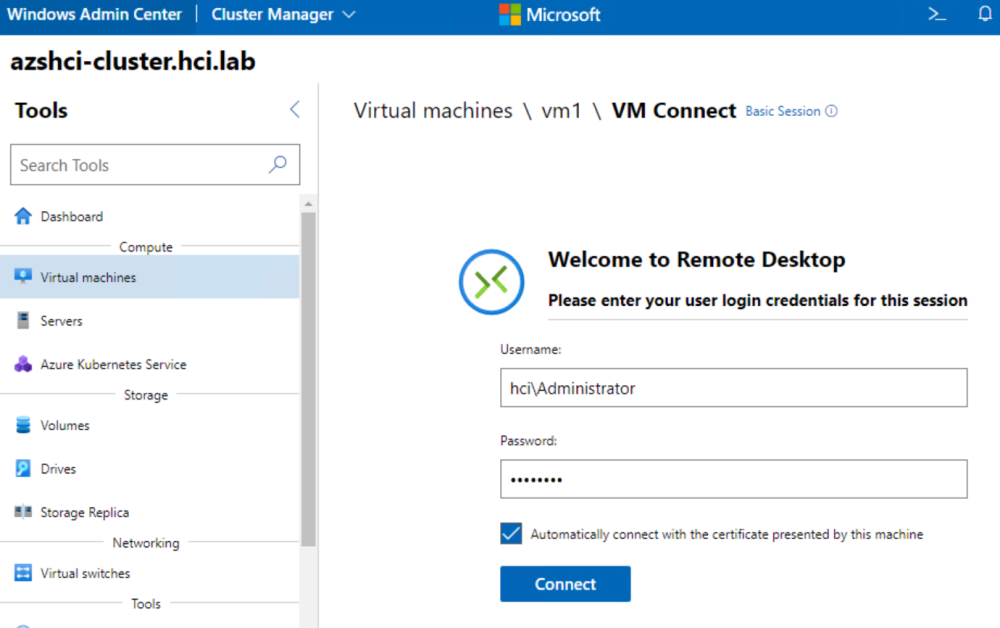 Windows Admin Center | Cluster Manager Microsoft
azshci-cluster.hci.lab
Tools
Virtual machines \ vm1 \ VM Connect Basic Session
Search Tools
Dashboard
Compute
Virtual machines
Servers
Azure Kubernetes Service
Storage
Volumes
Drives
Storage Replica
Networking
Virtual switches
Tools
Welcome to Remote Desktop
Please enter your user login credentials for this session
Username:
hci\Administrator
Password:
••••••••
Automatically connect with the certificate presented by this machine
Connect